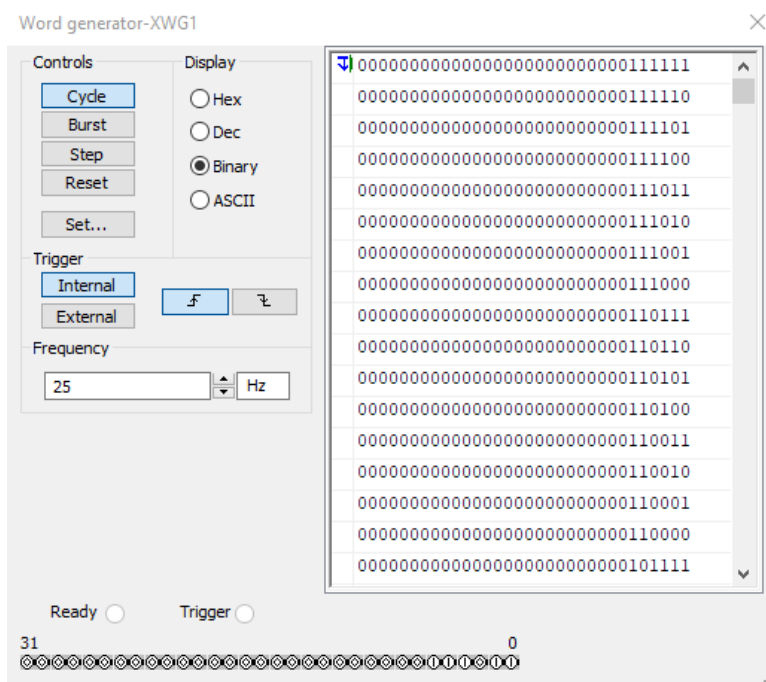 Word generator-XWG1
Controls
Cycle
Burst
Step
Reset
Set...
Display
Hex
Dec
Binary
ASCII
Trigger
Internal
External
Frequency
25
Hz
00000000000000000000000000111111
00000000000000000000000000111110
00000000000000000000000000111101
00000000000000000000000000111100
00000000000000000000000000111011
00000000000000000000000000111010
00000000000000000000000000111001
00000000000000000000000000111000
00000000000000000000000000110111
00000000000000000000000000110110
00000000000000000000000000110101
00000000000000000000000000110100
00000000000000000000000000110011
00000000000000000000000000110010
00000000000000000000000000110001
00000000000000000000000000110000
00000000000000000000000000101111
Ready
Trigger
31
0